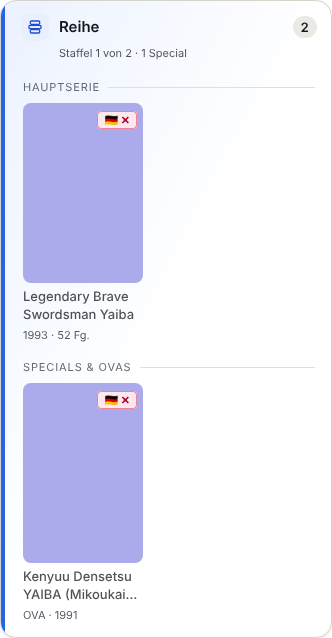 Reihe
2
Staffel 1 von 2 · 1 Special
HAUPTSERIE
Legendary Brave
Swordsman Yaiba
1993 · 52 Fg.
SPECIALS & OVAS
Kenyuu Densetsu
YAIBA (Mikoukai...
OVA · 1991